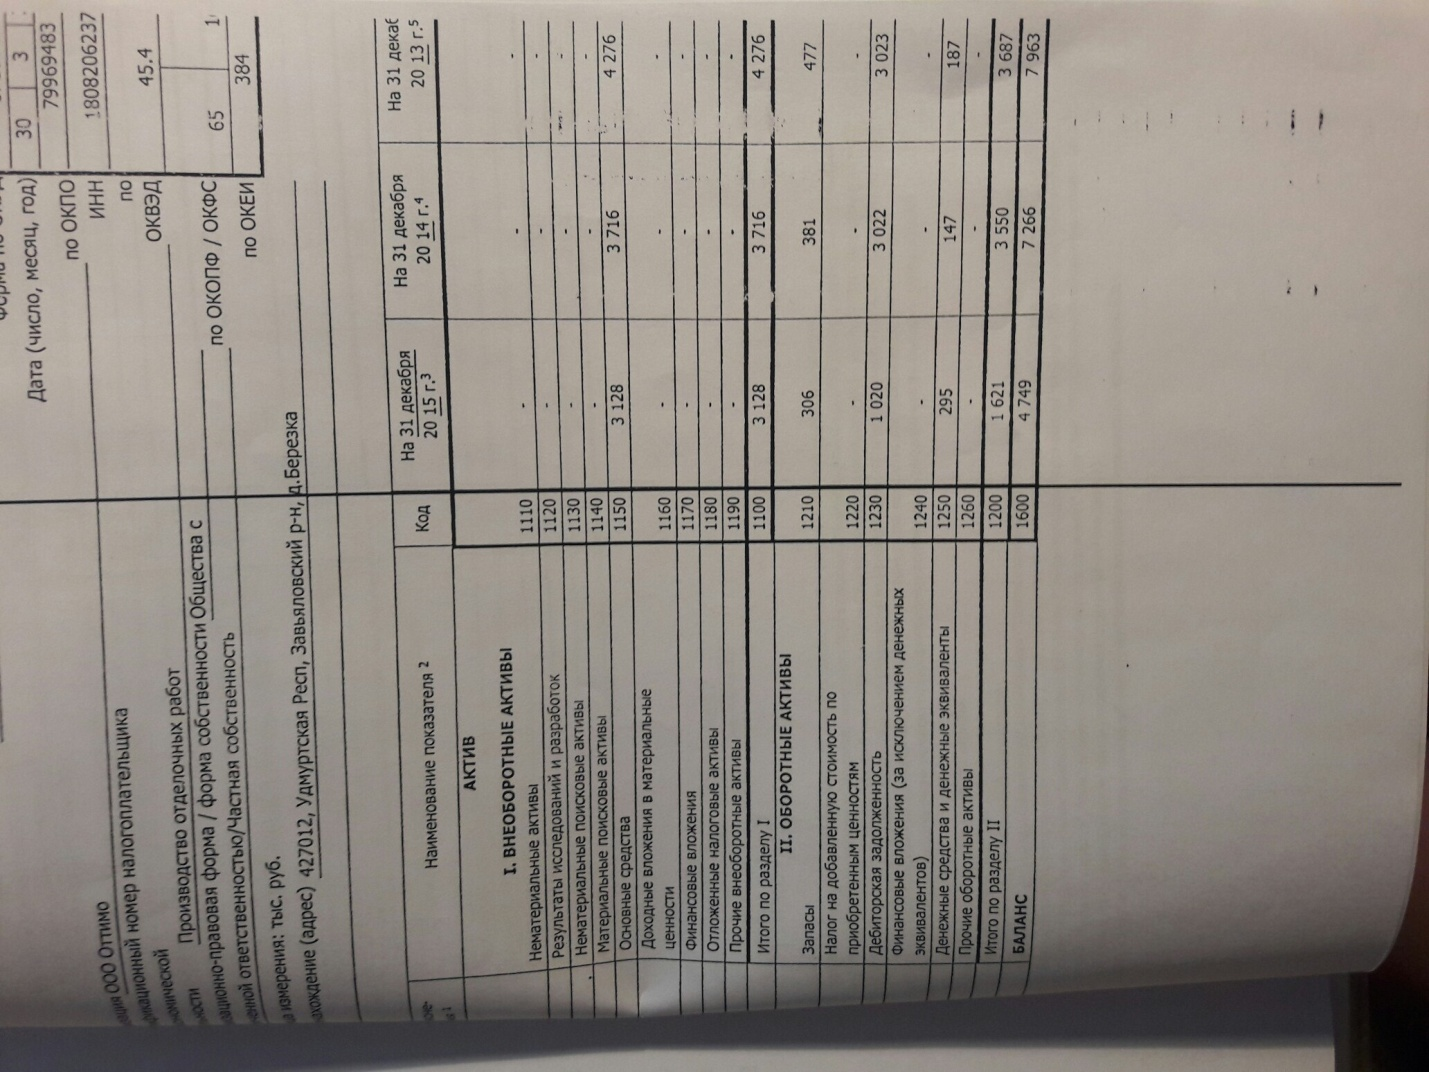 Дата (число, месяц, год) 30 3
по ОКПО 79969483
ООО Оттимо
ИНН 1808206237
номер налогоплательщика
по
ОКВЭД 45.4
Производство отделочных работ
форма / форма собственности Общества с
по ОКОПФ / ОКФС 65
ответственностью/Частная собственность
по ОКЕИ 384
измерения: тыс. руб.
(адрес) 427012, Удмуртская Респ, Завьяловский р-н, д.Березка
Наименование показателя 2 Код На 31 декабря 20 15 г.3 На 31 декабря 20 14 г.4 На 31 20 13 г.5
АКТИВ
I. ВНЕОБОРОТНЫЕ АКТИВЫ
Нематериальные активы 1110 - - -
Результаты исследований и разработок 1120 - - -
Нематериальные поисковые активы 1130 - - -
Материальные поисковые активы 1140 - - -
Основные средства 1150 3 128 3 716 4 276
Доходные вложения в материальные
ценности 1160 - - -
Финансовые вложения 1170 - - -
Отложенные налоговые активы 1180 - - -
Прочие внеоборотные активы 1190 - - -
Итого по разделу I 1100 3 128 3 716 4 276
II. ОБОРОТНЫЕ АКТИВЫ
Запасы 1210 306 381 477
Налог на добавленную стоимость по
приобретенным ценностям 1220 - - -
Дебиторская задолженность 1230 1 020 3 022 3 023
Финансовые вложения (за исключением денежных
эквивалентов) 1240 - - -
Денежные средства и денежные эквиваленты 1250 295 147 187
Прочие оборотные активы 1260 - - -
Итого по разделу II 1200 1 621 3 550 3 687
БАЛАНС 1600 4 749 7 266 7 963